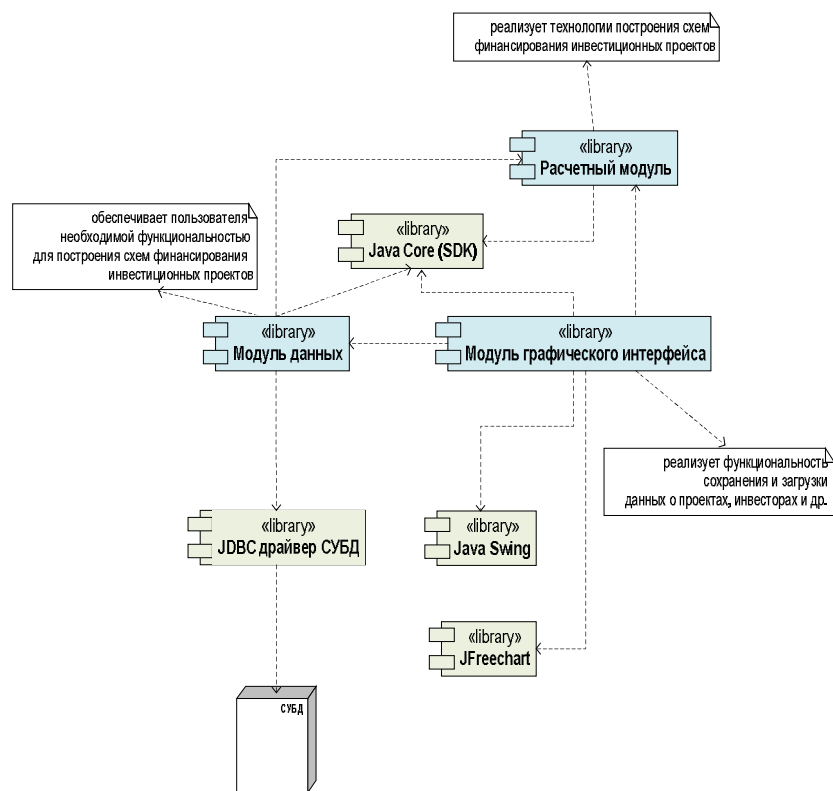 реализует технологии построения схем
финансирования инвестиционных проектов
«library»
Расчетный модуль
обеспечивает пользователя
необходимой функциональностью
для построения схем финансирования
инвестиционных проектов
«library»
Java Core (SDK)
«library»
Модуль данных
«library»
Модуль графического интерфейса
реализует функциональность
сохранения и загрузки
данных о проектах, инвесторах и др.
«library»
JDBC драйвер СУБД
«library»
Java Swing
«library»
JFreechart
СУБД